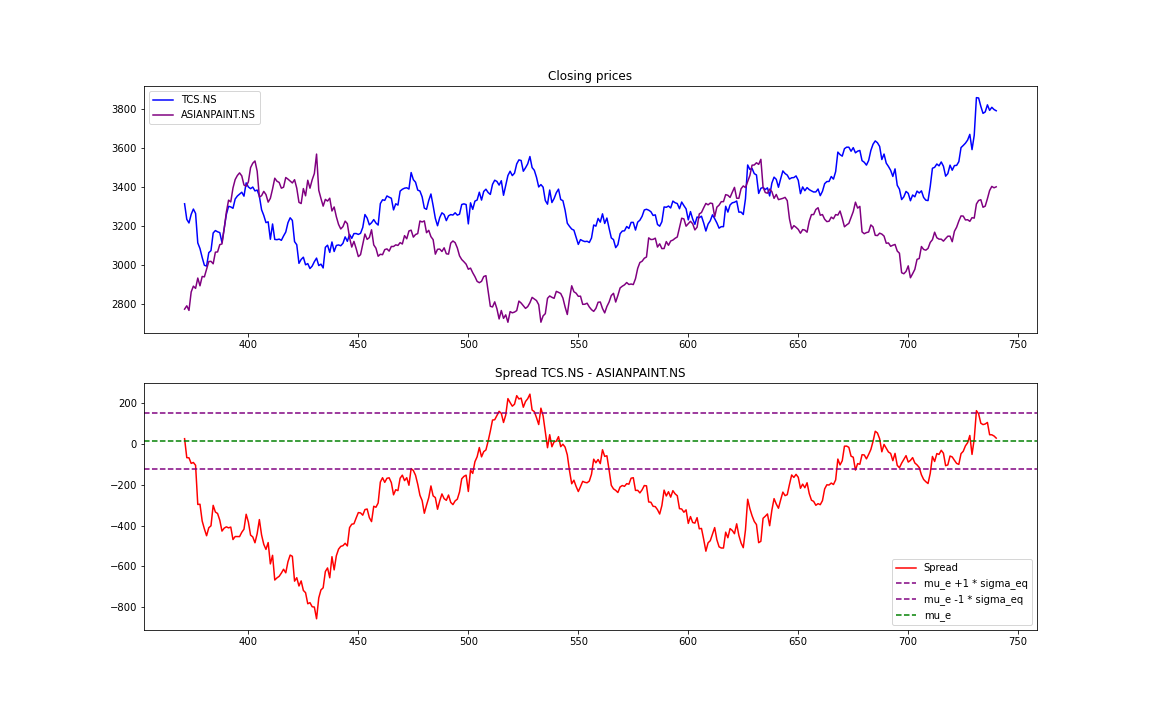 Closing prices
TCS.NS
ASIANPAINT.NS
3800
3600
3400
3200
3000
2800
400 450 500 550 600 650 700 750
Spread TCS.NS - ASIANPAINT.NS
200
0
−200
−400
−600
−800
Spread
mu_e +1 * sigma_eq
mu_e -1 * sigma_eq
mu_e
400 450 500 550 600 650 700 750